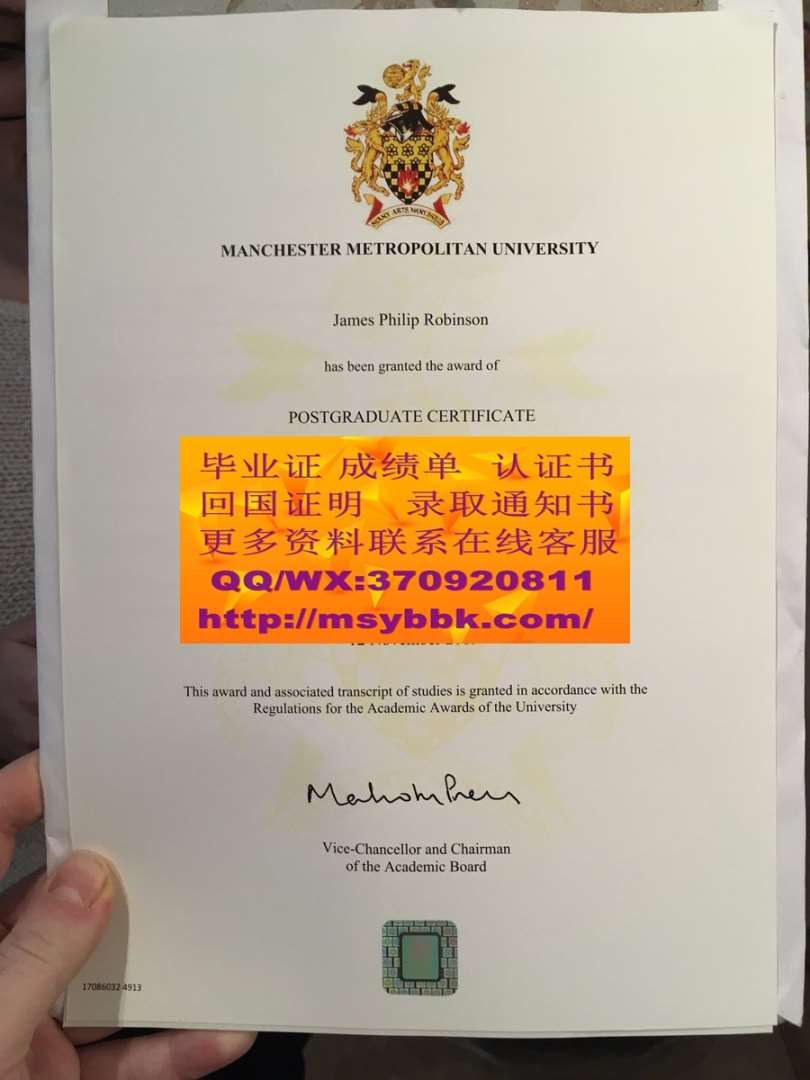 MANCHESTER METROPOLITAN UNIVERSITY
James Philip Robinson
has been granted the award of
POSTGRADUATE CERTIFICATE
毕业证 成绩单 认证书
回国证明 录取通知书
更多资料联系在线客服
QQ/WX:370920811
http://msybbk.com/
This award and associated transcript of studies is granted in accordance with the
Regulations for the Academic Awards of the University
Vice-Chancellor and Chairman
of the Academic Board
17086032 4913